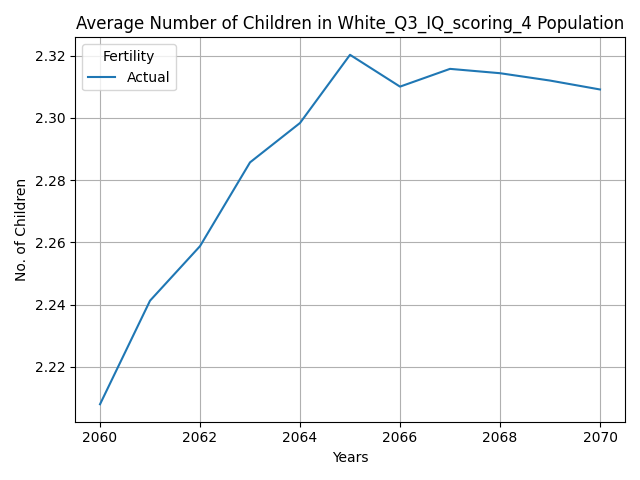 Average Number of Children in White_Q3_IQ_scoring_4 Population
Fertility
Actual
2.32
2.30
2.28
2.26
2.24
2.22
No. of Children
2060
2062
2064
2066
2068
2070
Years